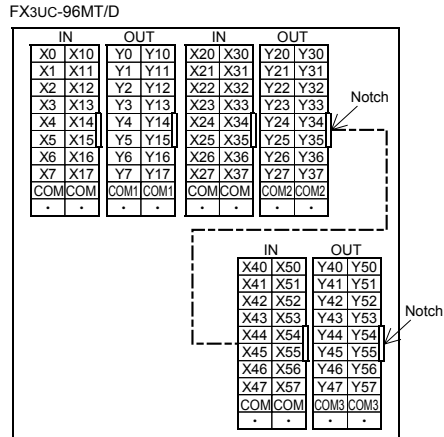 FX3UC-96MT/D
IN OUT IN OUT
X0 X10 Y0 Y10 X20 X30 Y20 Y30
X1 X11 Y1 Y11 X21 X31 Y21 Y31
X2 X12 Y2 Y12 X22 X32 Y22 Y32
X3 X13 Y3 Y13 X23 X33 Y23 Y33
X4 X14 Y4 Y14 X24 X34 Y24 Y34
X5 X15 Y5 Y15 X25 X35 Y25 Y35
X6 X16 Y6 Y16 X26 X36 Y26 Y36
X7 X17 Y7 Y17 X27 X37 Y27 Y37
COM COM COM1 COM1 COM COM COM2 COM2
· · · · · · · ·
Notch
IN OUT
X40 X50 Y40 Y50
X41 X51 Y41 Y51
X42 X52 Y42 Y52
X43 X53 Y43 Y53
X44 X54 Y44 Y54
X45 X55 Y45 Y55
X46 X56 Y46 Y56
X47 X57 Y47 Y57
COM COM COM3 COM3
· · · ·
Notch